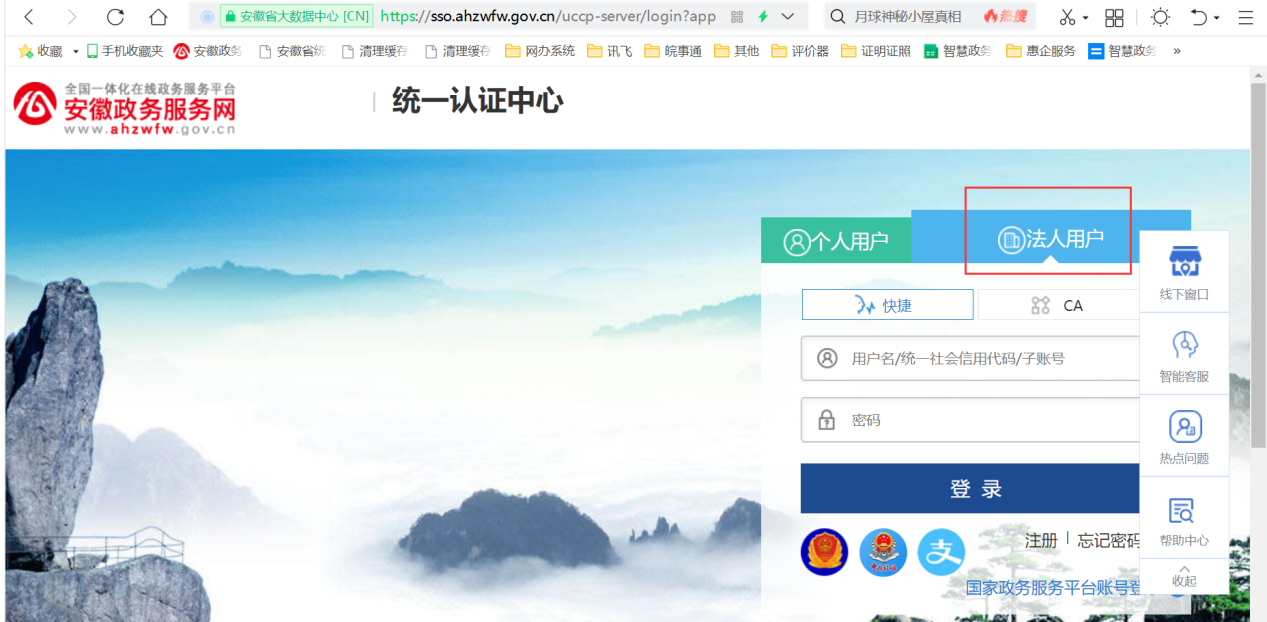 安徽省大数据中心 [CN] https://sso.ahzwfw.gov.cn/uccp-server/login?app
月球神秘小屋真相 热搜
收藏 手机收藏夹 安徽政务 安徽省统 清理缓存 清理缓存 网办系统 讯飞 皖事通 其他 评价器 证明证照 智慧政务 惠企服务 智慧政务 »
全国一体化在线政务服务平台
安徽政务服务网
www.ahzwfw.gov.cn
统一认证中心
个人用户
法人用户
快捷
CA
用户名/统一社会信用代码/子账号
密码
登 录
注册 忘记密码
国家政务服务平台账号登
线下窗口
智能客服
热点问题
帮助中心
收起